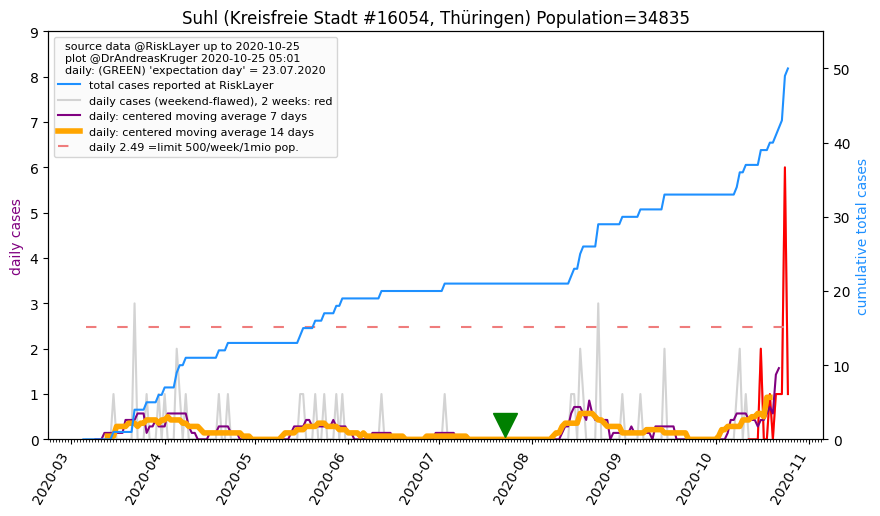 Suhl (Kreisfreie Stadt #16054, Thüringen) Population=34835
source data @RiskLayer up to 2020-10-25
plot @DrAndreasKruger 2020-10-25 05:01
daily: (GREEN) 'expectation day' = 23.07.2020
total cases reported at RiskLayer
daily cases (weekend-flawed), 2 weeks: red
daily: centered moving average 7 days
daily: centered moving average 14 days
daily 2.49 =limit 500/week/1mio pop.
daily cases
9
8
7
6
5
4
3
2
1
0
50
40
30
20
10
0
cumulative total cases
2020-03
2020-04
2020-05
2020-06
2020-07
2020-08
2020-09
2020-10
2020-11